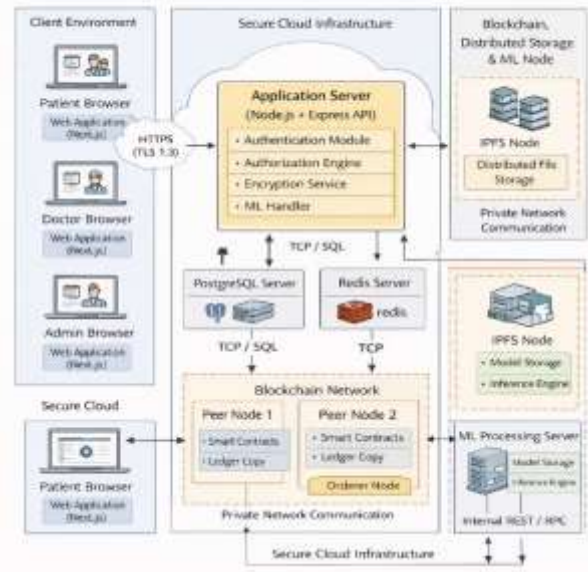 Client Environment
Patient Browser
Web Application
(Next.js)
Doctor Browser
Web Application
(Next.js)
Admin Browser
Web Application
(Next.js)
HTTPS
(TLS 1.3)
Secure Cloud
Patient Browser
Web Application
(Next.js)
Secure Cloud Infrastructure
Application Server
(Node.js + Express API)
• Authentication Module
• Authorization Engine
• Encryption Service
• ML Handler
TCP / SQL
PostgreSQL Server
Redis Server
redis
TCP / SQL
TCP
Blockchain Network
Peer Node 1
• Smart Contracts
• Ledger Copy
Peer Node 2
• Smart Contracts
• Ledger Copy
Orderer Node
Private Network Communication
Secure Cloud Infrastructure
Blockchain,
Distributed Storage
& ML Node
IPFS Node
Distributed File
Storage
Private Network
Communication
IPFS Node
• Model Storage
• Inference Engine
ML Processing Server
Model Storage
Inference Engine
Internal REST / RPC